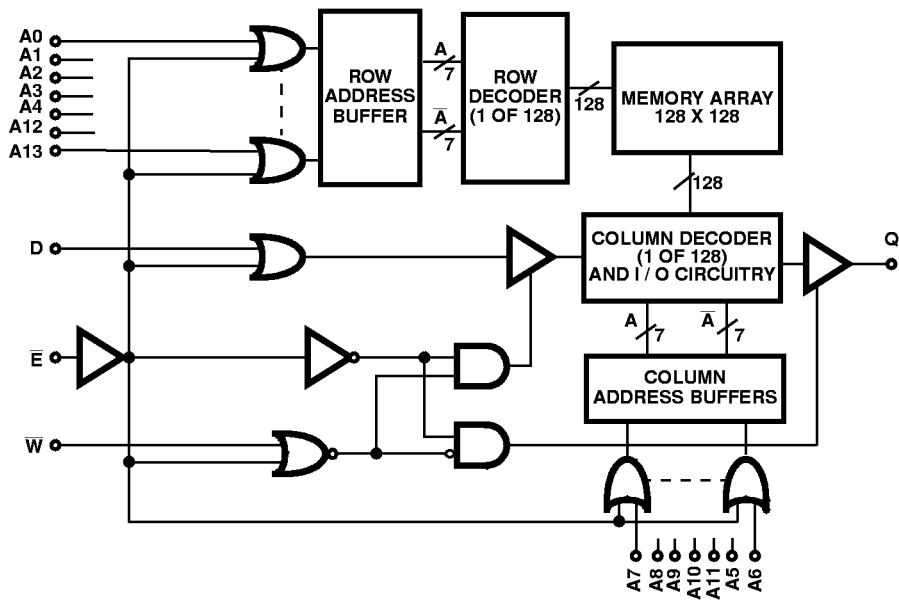 A0
A1
A2
A3
A4
A12
A13
ROW
ADDRESS
BUFFER
A
7
A̅
7
ROW
DECODER
(1 OF 128)
128
MEMORY ARRAY
128 X 128
128
D
COLUMN DECODER
(1 OF 128)
AND I / O CIRCUITRY
Q
A
7
A̅
7
E̅
COLUMN
ADDRESS BUFFERS
W̅
A7
A8
A9
A10
A11
A5
A6